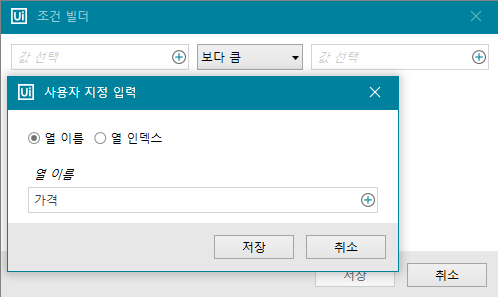 Ui 조건 빌더
값 선택 보다 큼 값 선택
Ui 사용자 지정 입력
열 이름 열 인덱스
열 이름
가격
저장 취소
저장 취소